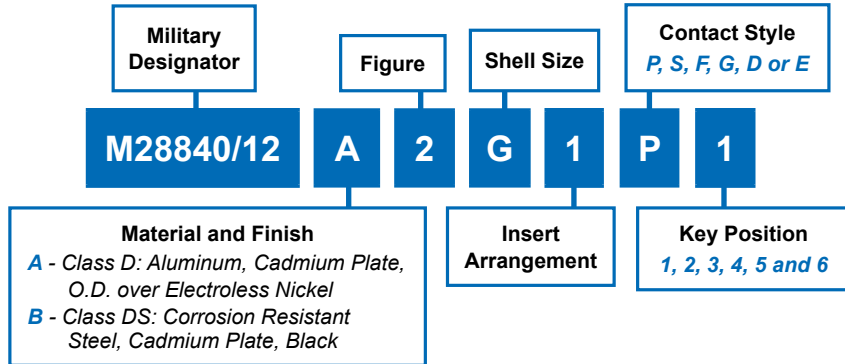 Military
Designator
Figure
Shell Size
Contact Style
P, S, F, G, D or E
M28840/12 A 2 G 1 P 1
Material and Finish
A - Class D: Aluminum, Cadmium Plate,
O.D. over Electroless Nickel
B - Class DS: Corrosion Resistant
Steel, Cadmium Plate, Black
Insert
Arrangement
Key Position
1, 2, 3, 4, 5 and 6